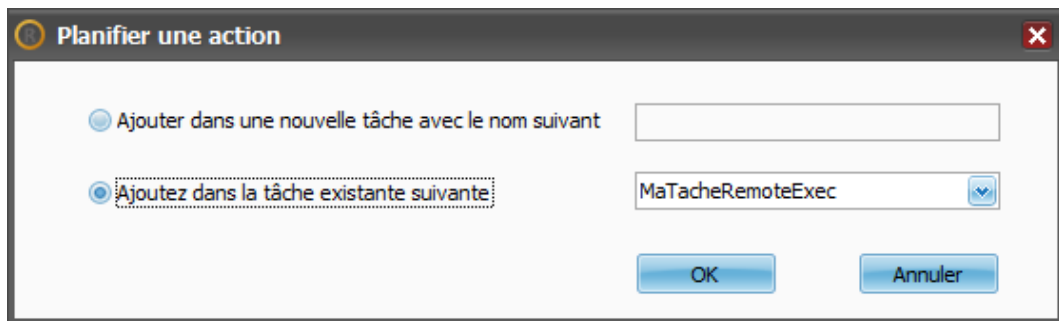 Planifier une action
Ajouter dans une nouvelle tâche avec le nom suivant
Ajoutez dans la tâche existante suivante
MaTacheRemoteExec
OK
Annuler